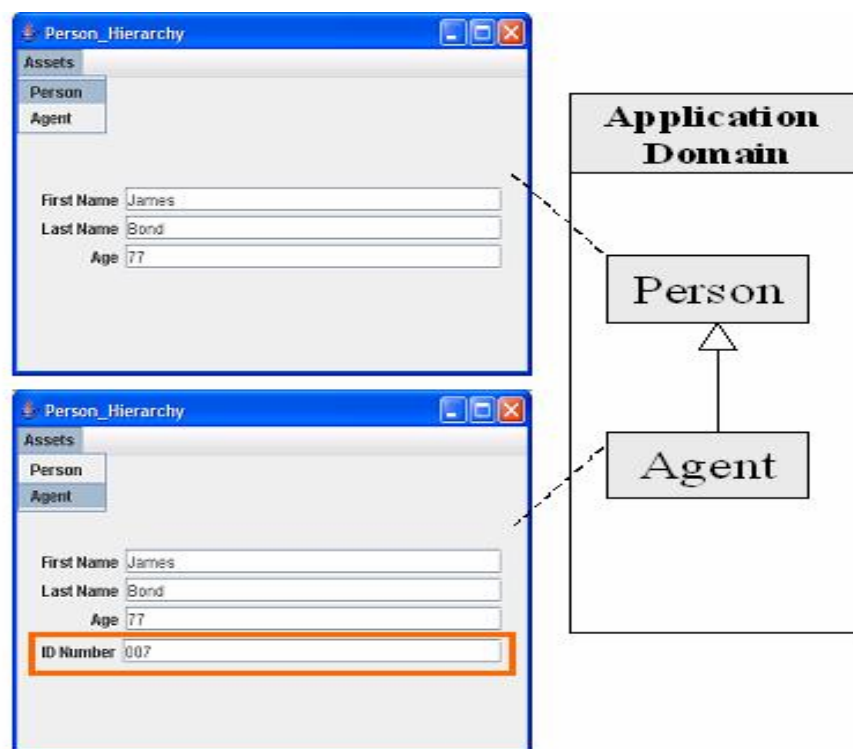 Person_Hierarchy
Assets
Person
Agent
First Name James
Last Name Bond
Age 77
Person_Hierarchy
Assets
Person
Agent
First Name James
Last Name Bond
Age 77
ID Number 007
Application
Domain
Person
Agent